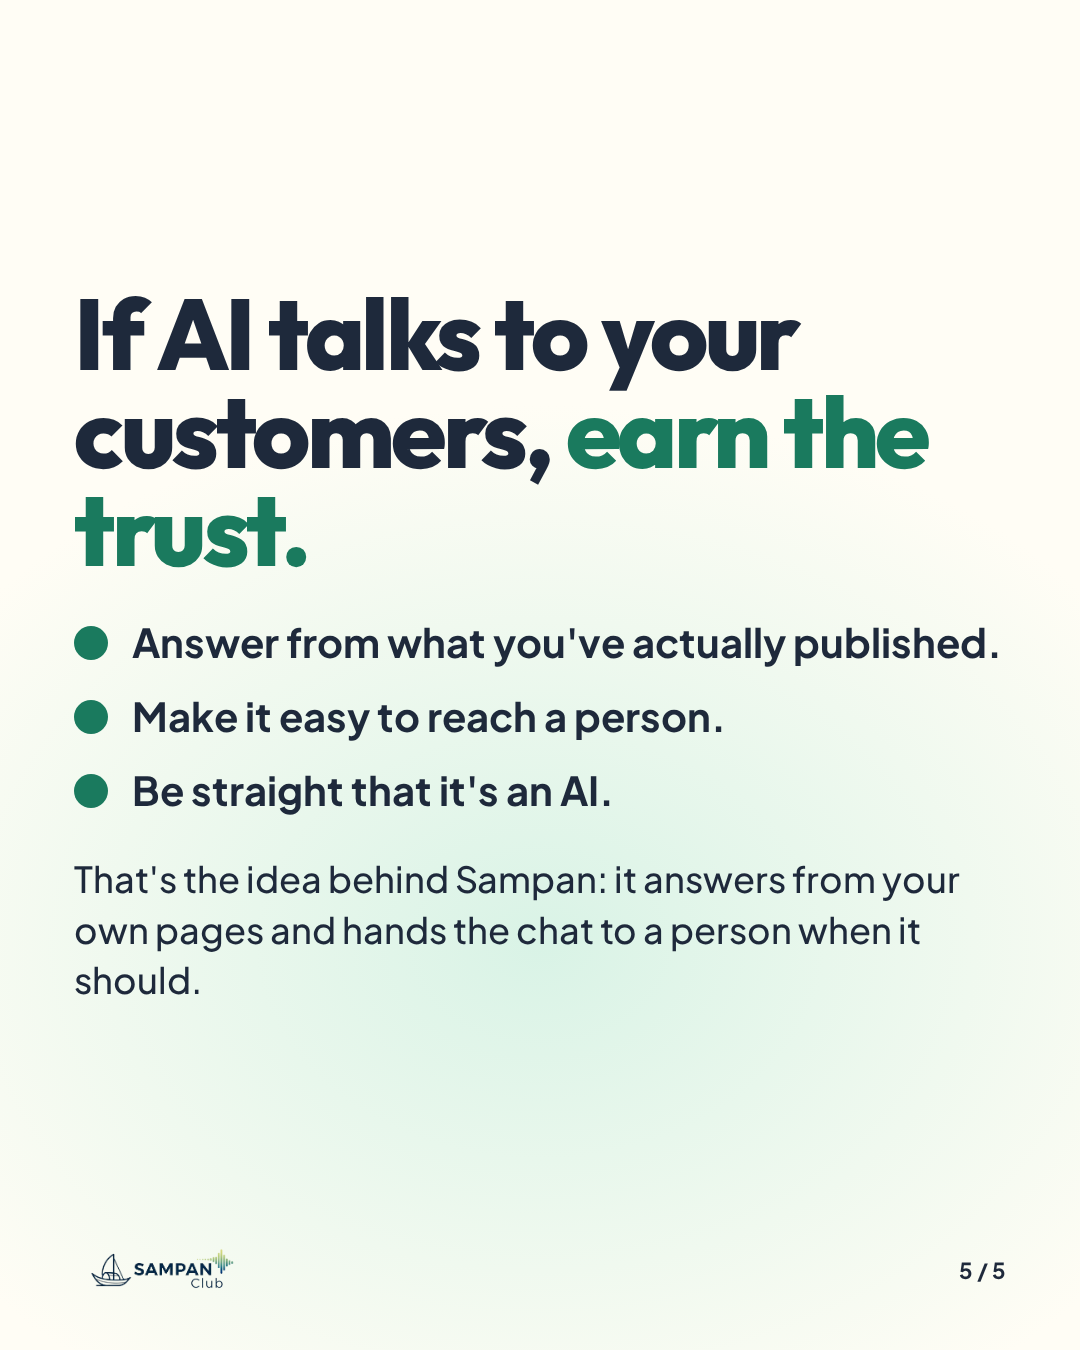 If AI talks to your
customers, earn the
trust.
Answer from what you've actually published.
Make it easy to reach a person.
Be straight that it's an AI.
That's the idea behind Sampan: it answers from your
own pages and hands the chat to a person when it
should.
SAMPAN
Club
5 / 5